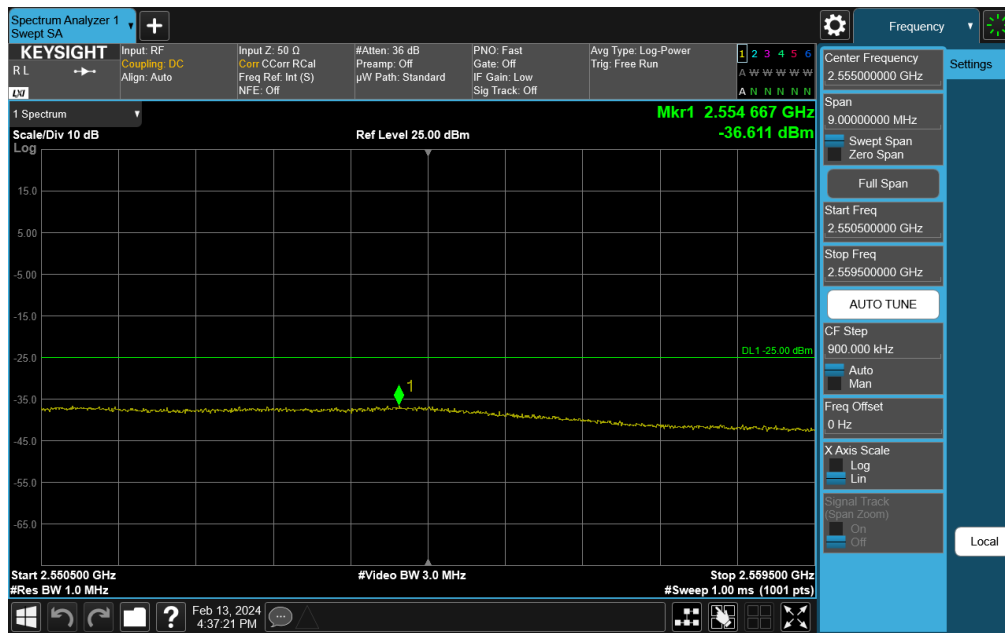 Spectrum Analyzer 1
Swept SA
Frequency
KEYSIGHT
R L
LXI
Input: RF
Coupling: DC
Align: Auto
Input Z: 50 Ω
Corr CCorr RCal
Freq Ref: Int (S)
NFE: Off
#Atten: 36 dB
Preamp: Off
µW Path: Standard
PNO: Fast
Gate: Off
IF Gain: Low
Sig Track: Off
Avg Type: Log-Power
Trig: Free Run
1 2 3 4 5 6
A W W W W W
A N N N N N
1 Spectrum
Mkr1 2.554 667 GHz
-36.611 dBm
Scale/Div 10 dB
Ref Level 25.00 dBm
Log
15.0
5.00
-5.00
-15.0
-25.0
-35.0
-45.0
-55.0
-65.0
DL1 -25.00 dBm
1
Start 2.550500 GHz
#Res BW 1.0 MHz
#Video BW 3.0 MHz
Stop 2.559500 GHz
#Sweep 1.00 ms (1001 pts)
Center Frequency
2.555000000 GHz
Span
9.00000000 MHz
Swept Span
Zero Span
Full Span
Start Freq
2.550500000 GHz
Stop Freq
2.559500000 GHz
AUTO TUNE
CF Step
900.000 kHz
Auto
Man
Freq Offset
0 Hz
X Axis Scale
Log
Lin
Signal Track
(Span Zoom)
On
Off
Settings
Local
?
Feb 13, 2024
4:37:21 PM